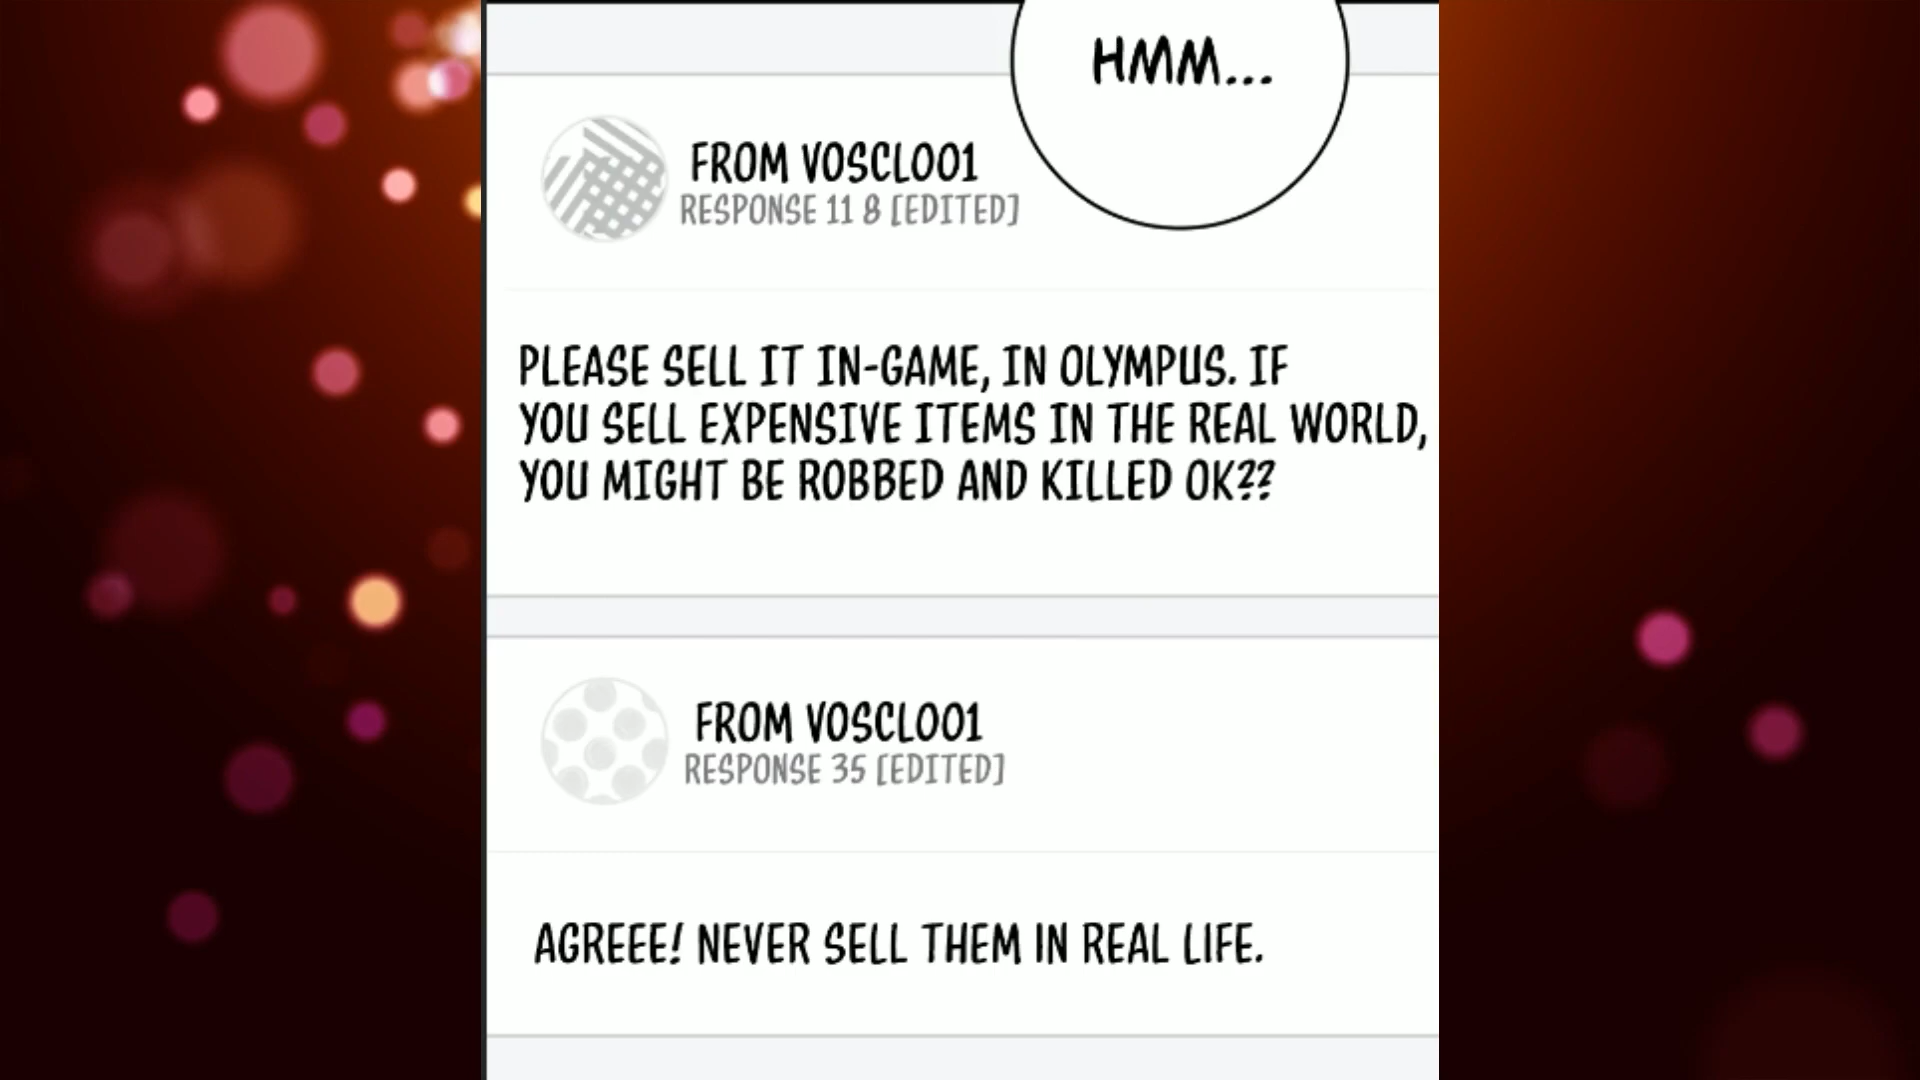 HMM...
FROM VOSCLOO1
RESPONSE 11 8 [EDITED]
PLEASE SELL IT IN-GAME, IN OLYMPUS. IF
YOU SELL EXPENSIVE ITEMS IN THE REAL WORLD,
YOU MIGHT BE ROBBED AND KILLED OK??
FROM VOSCLOO1
RESPONSE 35 [EDITED]
AGREEE! NEVER SELL THEM IN REAL LIFE.